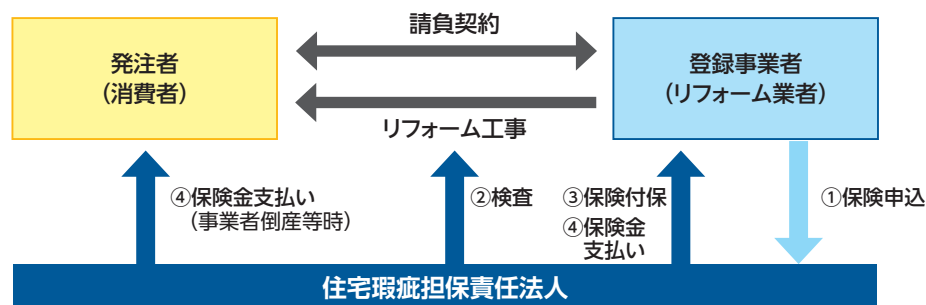 請負契約
発注者
（消費者）
登録事業者
（リフォーム業者）
リフォーム工事
④保険金支払い
（事業者倒産等時）
②検査
③保険付保
④保険金
支払い
①保険申込
住宅瑕疵担保責任法人